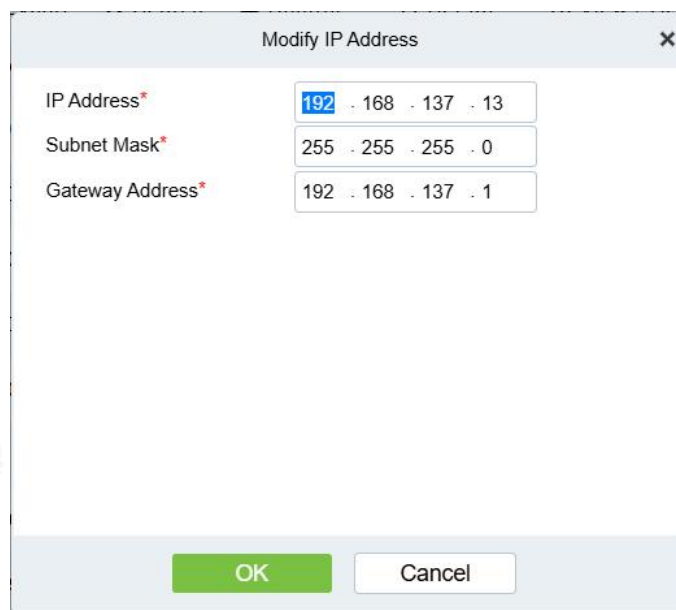 Modify IP Address
IP Address* 192 . 168 . 137 . 13
Subnet Mask* 255 . 255 . 255 . 0
Gateway Address* 192 . 168 . 137 . 1
OK Cancel